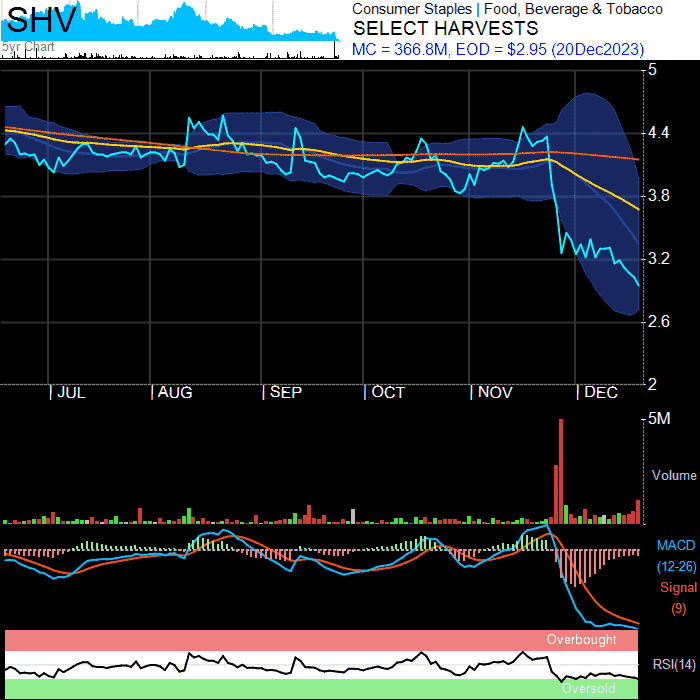 SHV
5yr Chart
Consumer Staples | Food, Beverage & Tobacco
SELECT HARVESTS
MC = 366.8M, EOD = $2.95 (20Dec2023)
5
4.4
3.8
3.2
2.6
2
JUL AUG SEP OCT NOV DEC
5M
Volume
MACD
(12-26)
Signal
(9)
Overbought
RSI(14)
Oversold